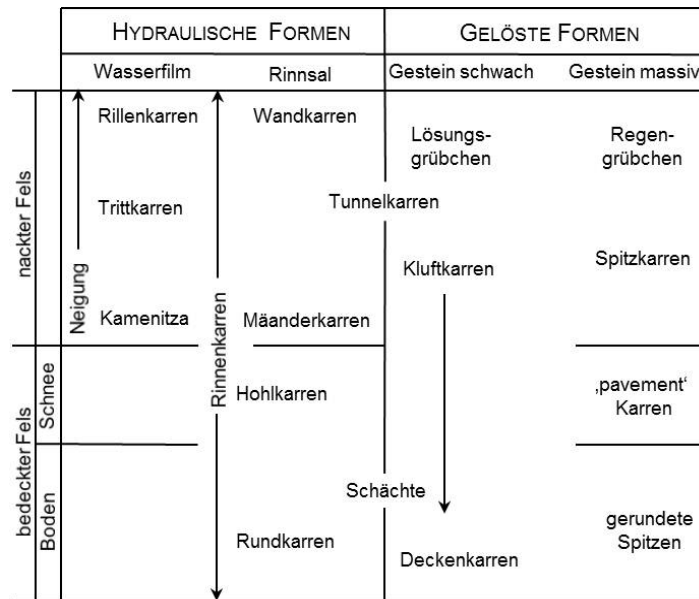 HYDRAULISCHE FORMEN
GELÖSTE FORMEN
Wasserfilm
Rinnsal
Gestein schwach
Gestein massiv
nackter Fels
Neigung
Rillenkarren
Wandkarren
Lösungs-
grübchen
Regen-
grübchen
Trittkarren
Tunnelkarren
Kluftkarren
Spitzkarren
Kamenitza
Rinnenkarren
Mäanderkarren
bedeckter Fels
Schnee
Hohlkarren
‚pavement‘
Karren
Boden
Schächte
Rundkarren
Deckenkarren
gerundete
Spitzen